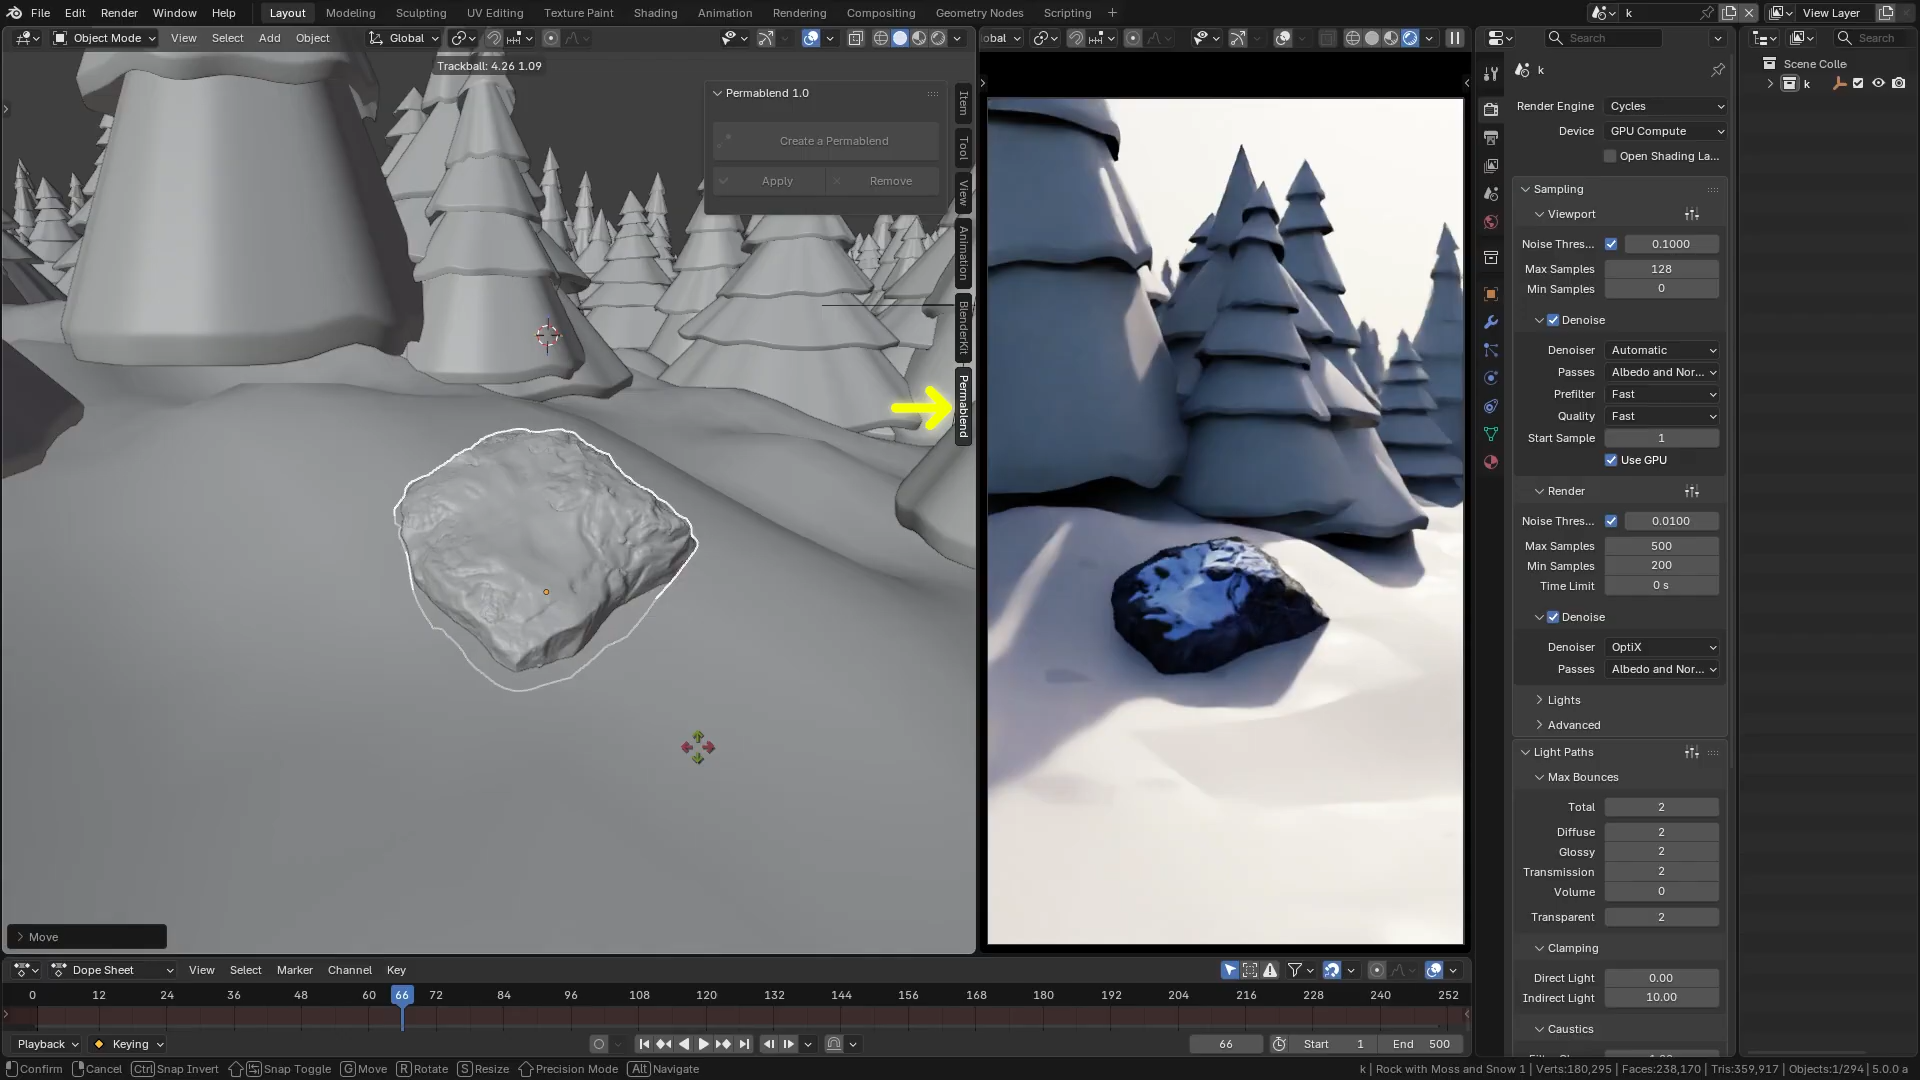 File Edit Render Window Help Layout Modeling Sculpting UV Editing Texture Paint Shading Animation Rendering Compositing Geometry Nodes Scripting + k View Layer
Object Mode View Select Add Object Global obal Search Search
Trackball: 4.26 1.09
Scene Colle
k
k
Permablend 1.0
Create a Permablend
Apply Remove
Item
Tool
View
Animation
BlenderKit
Permablend
Render Engine Cycles
Device GPU Compute
Open Shading La...
Sampling
Viewport
Noise Thres... 0.1000
Max Samples 128
Min Samples 0
Denoise
Denoiser Automatic
Passes Albedo and Nor...
Prefilter Fast
Quality Fast
Start Sample 1
Use GPU
Render
Noise Thres... 0.0100
Max Samples 500
Min Samples 200
Time Limit 0 s
Denoise
Denoiser OptiX
Passes Albedo and Nor...
Lights
Advanced
Light Paths
Max Bounces
Total 2
Diffuse 2
Glossy 2
Transmission 2
Volume 0
Transparent 2
Clamping
Direct Light 0.00
Indirect Light 10.00
Caustics
Move
Dope Sheet View Select Marker Channel Key
0 12 24 36 48 60 66 72 84 96 108 120 132 144 156 168 180 192 204 216 228 240 252
Playback Keying 66 Start 1 End 500
Confirm Cancel Ctrl Snap Invert Snap Toggle G Move R Rotate S Resize Precision Mode Alt Navigate k | Rock with Moss and Snow 1 | Verts:180,295 | Faces:238,170 | Tris:359,917 | Objects:1/294 | 5.0.0 a